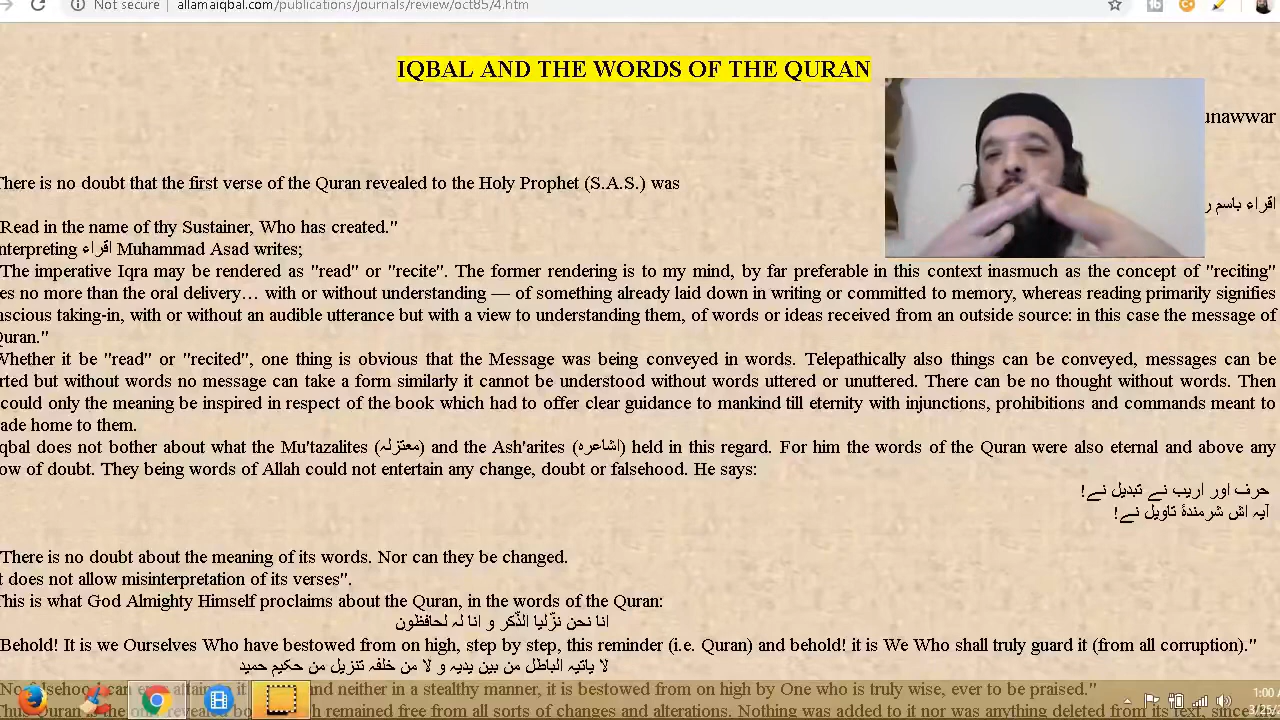 Not secure | allamaiqbal.com/publications/journals/review/oct85/4.htm
IQBAL AND THE WORDS OF THE QURAN
unawwar
There is no doubt that the first verse of the Quran revealed to the Holy Prophet (S.A.S.) was
اقراء باسم ر
Read in the name of thy Sustainer, Who has created."
nterpreting اقراء Muhammad Asad writes;
"The imperative Iqra may be rendered as "read" or "recite". The former rendering is to my mind, by far preferable in this context inasmuch as the concept of "reciting"
es no more than the oral delivery… with or without understanding — of something already laid down in writing or committed to memory, whereas reading primarily signifies
nscious taking-in, with or without an audible utterance but with a view to understanding them, of words or ideas received from an outside source: in this case the message of
Quran."
Whether it be "read" or "recited", one thing is obvious that the Message was being conveyed in words. Telepathically also things can be conveyed, messages can be
rted but without words no message can take a form similarly it cannot be understood without words uttered or unuttered. There can be no thought without words. Then
could only the meaning be inspired in respect of the book which had to offer clear guidance to mankind till eternity with injunctions, prohibitions and commands meant to
ade home to them.
qbal does not bother about what the Mu'tazalites (معتزلہ) and the Ash'arites (اشاعرہ) held in this regard. For him the words of the Quran were also eternal and above any
ow of doubt. They being words of Allah could not entertain any change, doubt or falsehood. He says:
حرف اور اریب نے تبدیل نے!
آیہ اش شرمندۂ تاویل نے!
There is no doubt about the meaning of its words. Nor can they be changed.
t does not allow misinterpretation of its verses".
This is what God Almighty Himself proclaims about the Quran, in the words of the Quran:
انا نحن نزّلیا الذّکر و انا لہ لحافظون
Behold! It is we Ourselves Who have bestowed from on high, step by step, this reminder (i.e. Quran) and behold! it is We Who shall truly guard it (from all corruption)."
لا یاتیہ الباطل من بین یدیہ و لا من خلفہ تنزیل من حکیم حمید
and neither in a stealthy manner, it is bestowed from on high by One who is truly wise, ever to be praised."
h remained free from all sorts of changes and alterations. Nothing was added to it nor was anything deleted from its text, since
1:00
3/25/